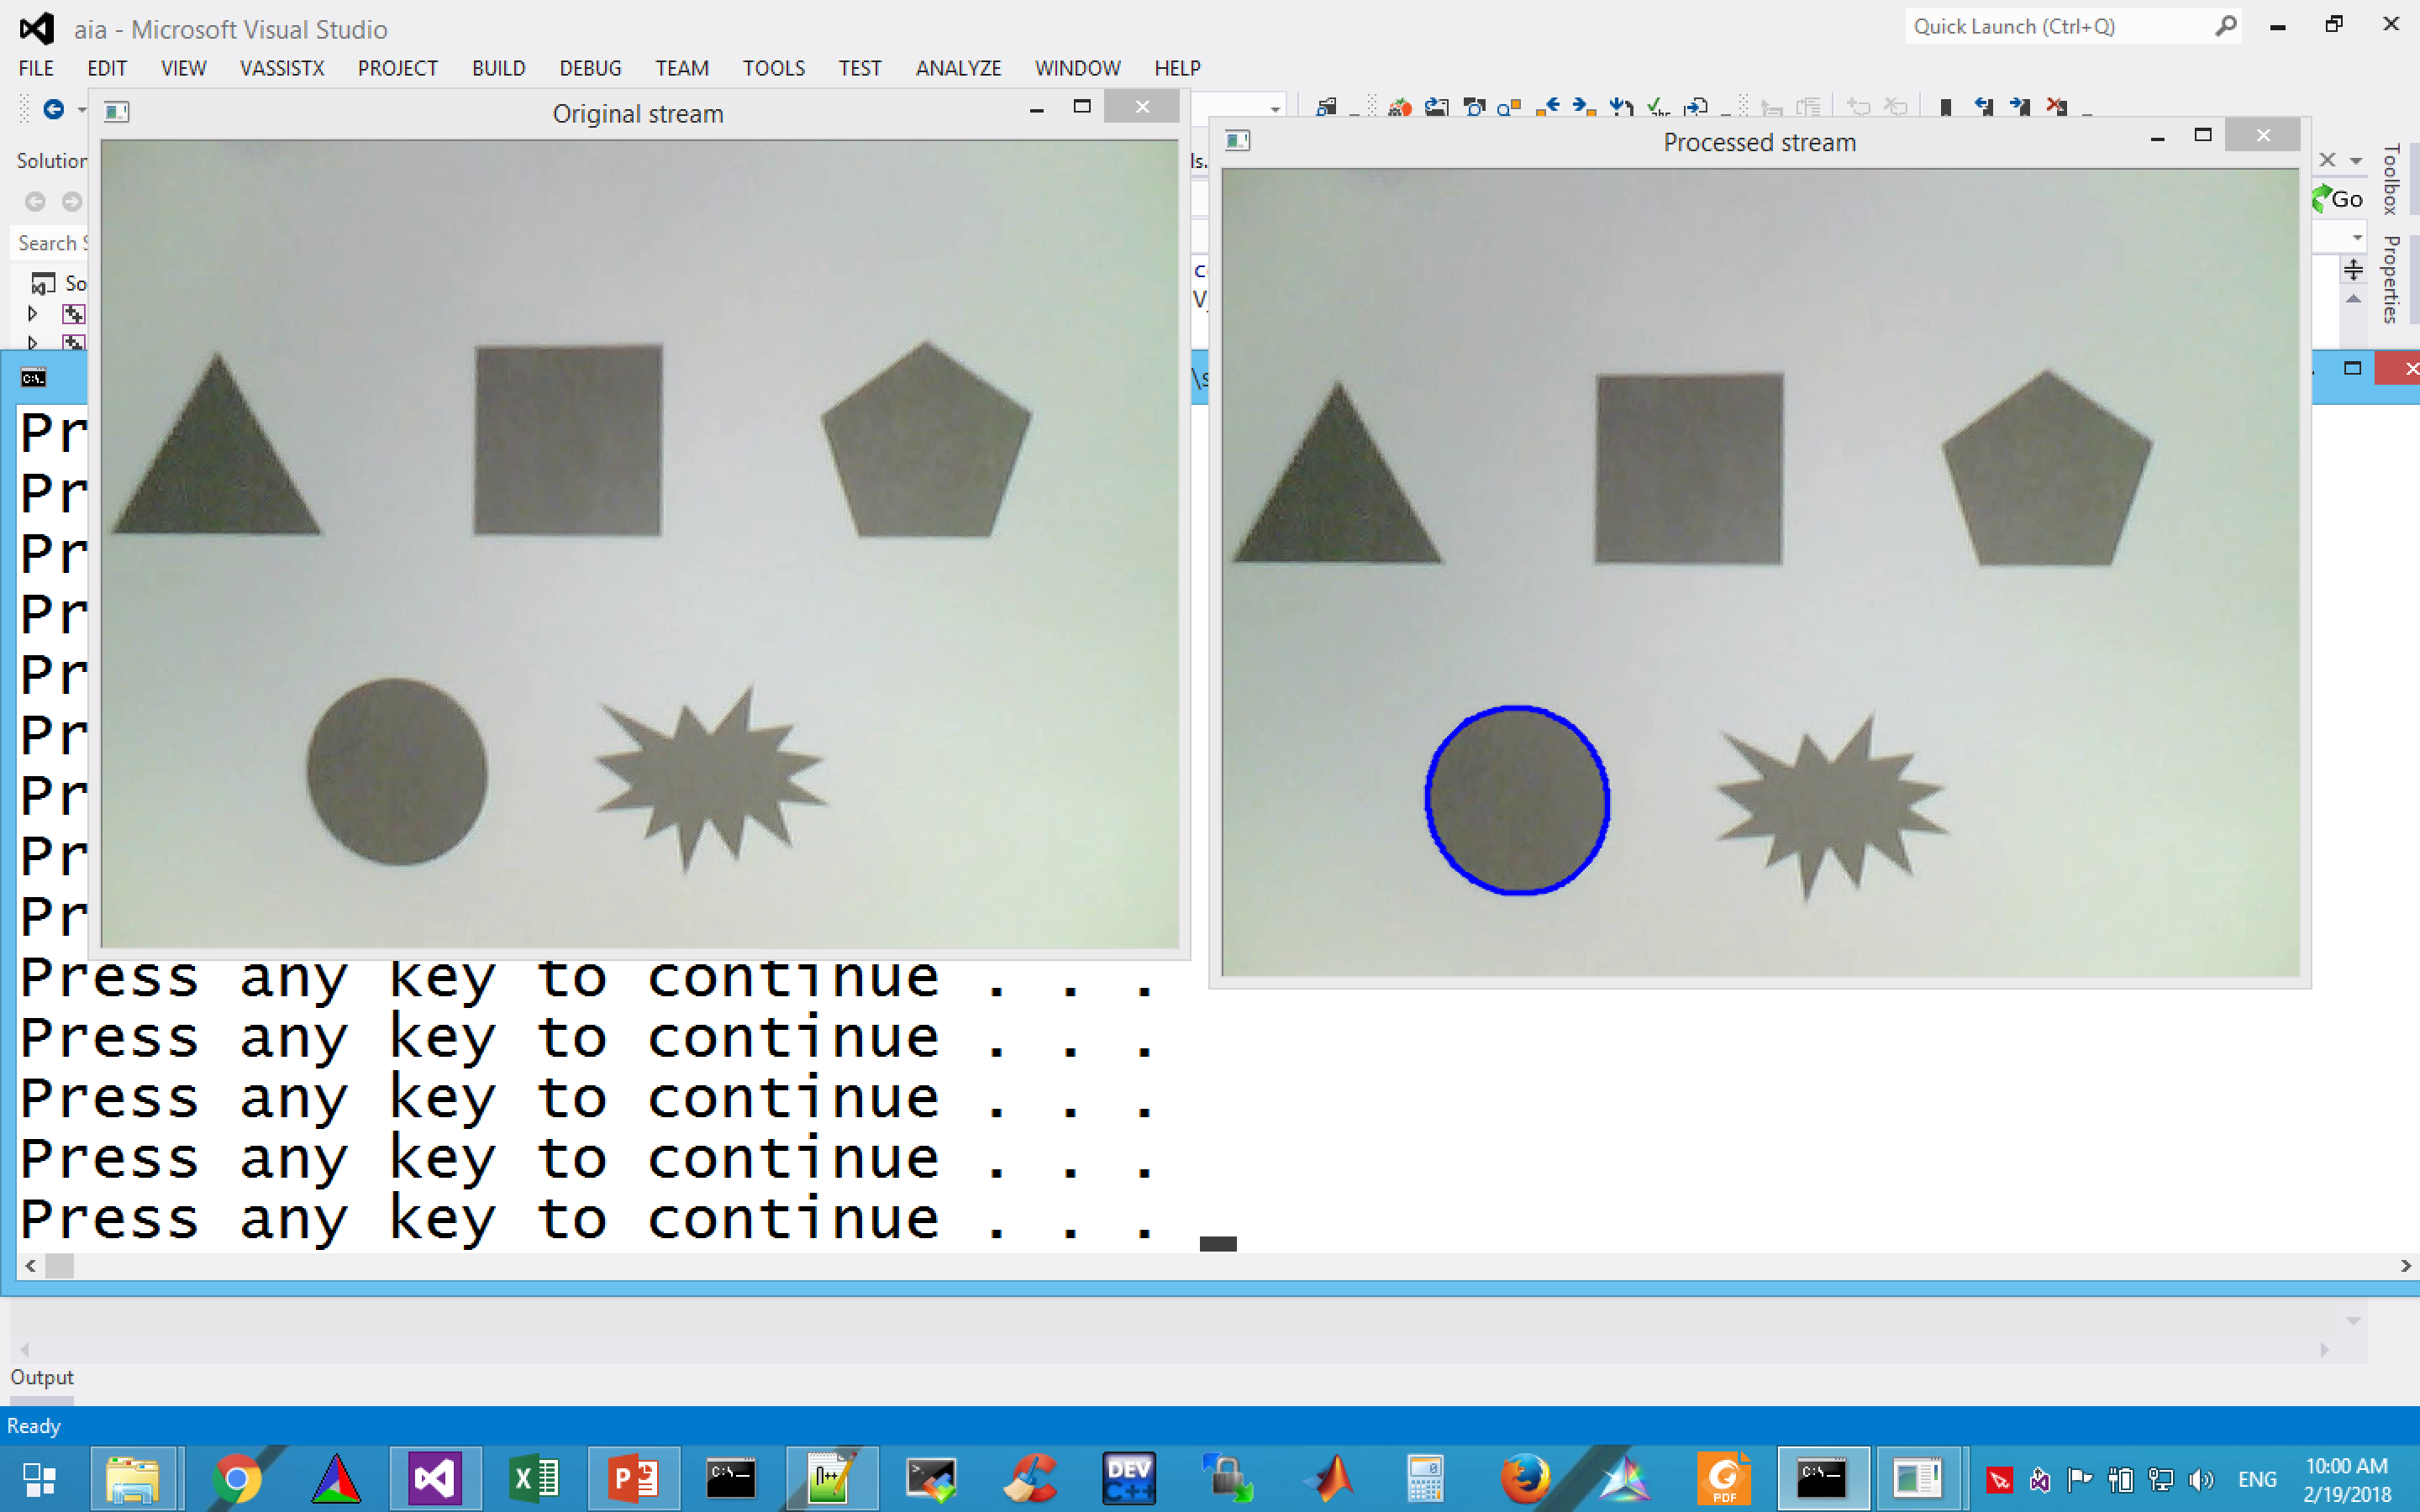 aia - Microsoft Visual Studio
Quick Launch (Ctrl+Q)
FILE EDIT VIEW VASSISTX PROJECT BUILD DEBUG TEAM TOOLS TEST ANALYZE WINDOW HELP
Original stream
Processed stream
Toolbox
Properties
Go
Search
Pr
Pr
Pr
Pr
Pr
Pr
Pr
Pr
Pr
Press any key to continue . . .
Press any key to continue . . .
Press any key to continue . . .
Press any key to continue . . .
Press any key to continue . . .
Output
Ready
DEV
C++
PDF
ENG
10:00 AM
2/19/2018